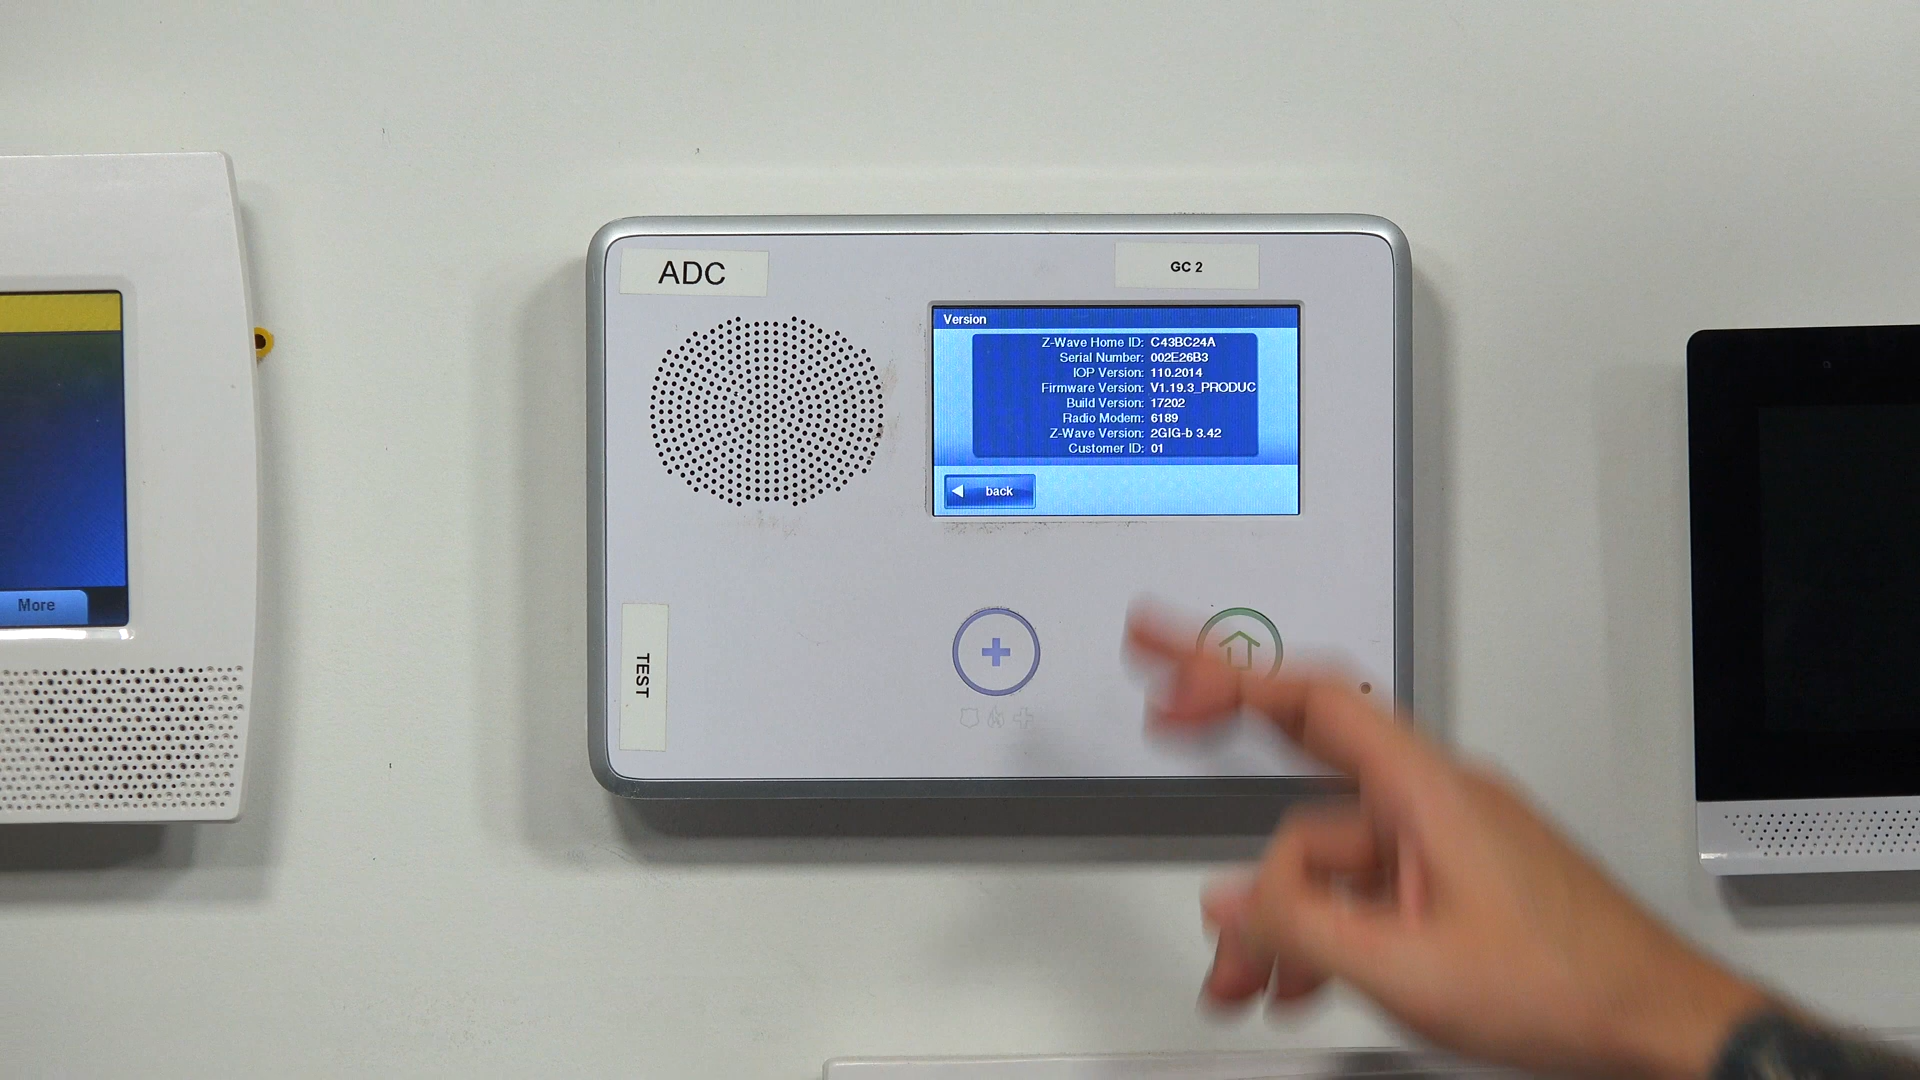 ADC
GC 2
Version
Z-Wave Home ID: C43BC24A
Serial Number: 002E26B3
IOP Version: 110.2014
Firmware Version: V1.19.3_PRODUC
Build Version: 17202
Radio Modem: 6189
Z-Wave Version: 2GIG-b 3.42
Customer ID: 01
back
More
TEST